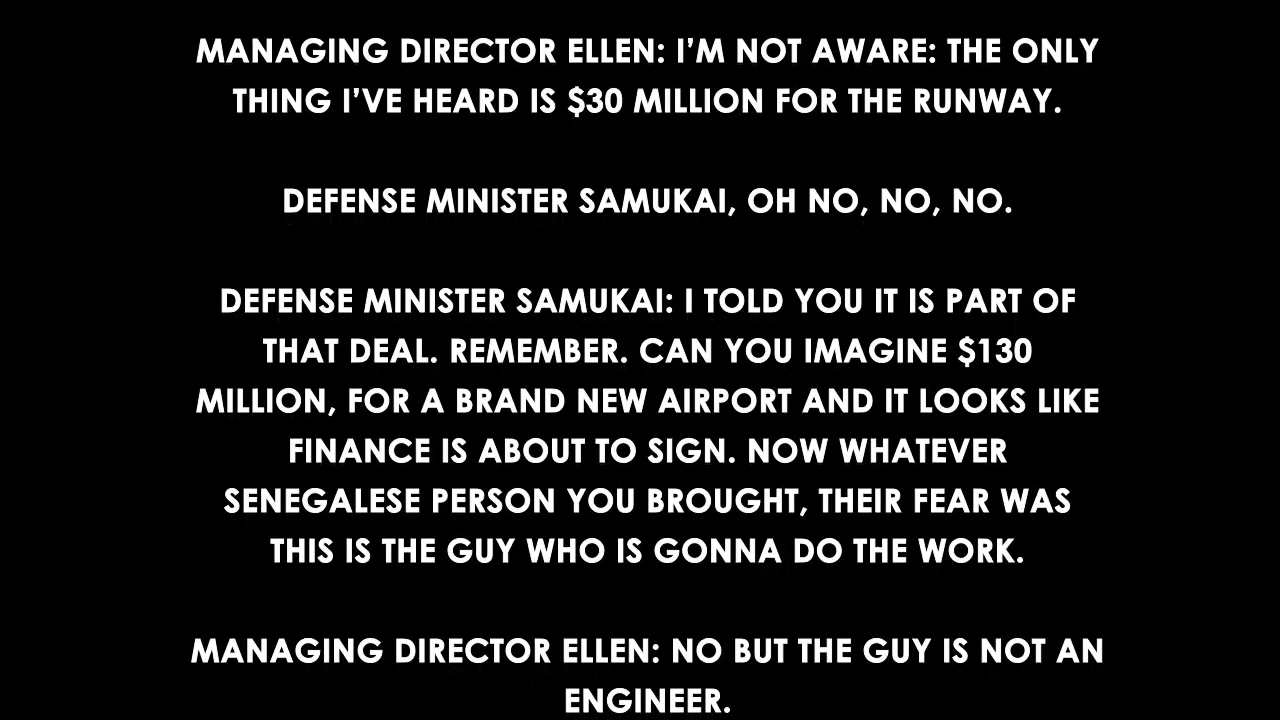 MANAGING DIRECTOR ELLEN: I’M NOT AWARE: THE ONLY
THING I’VE HEARD IS $30 MILLION FOR THE RUNWAY.
DEFENSE MINISTER SAMUKAI, OH NO, NO, NO.
DEFENSE MINISTER SAMUKAI: I TOLD YOU IT IS PART OF
THAT DEAL. REMEMBER. CAN YOU IMAGINE $130
MILLION, FOR A BRAND NEW AIRPORT AND IT LOOKS LIKE
FINANCE IS ABOUT TO SIGN. NOW WHATEVER
SENEGALESE PERSON YOU BROUGHT, THEIR FEAR WAS
THIS IS THE GUY WHO IS GONNA DO THE WORK.
MANAGING DIRECTOR ELLEN: NO BUT THE GUY IS NOT AN
ENGINEER.